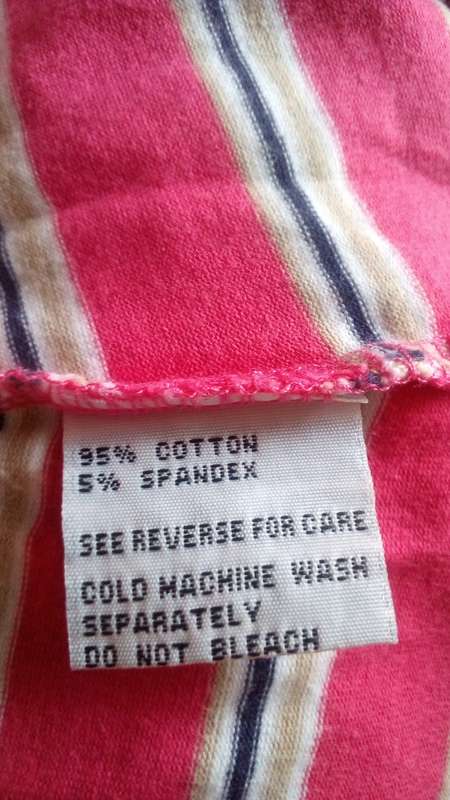 95% COTTON
5% SPANDEX
SEE REVERSE FOR CARE
COLD MACHINE WASH
SEPARATELY
DO NOT BLEACH